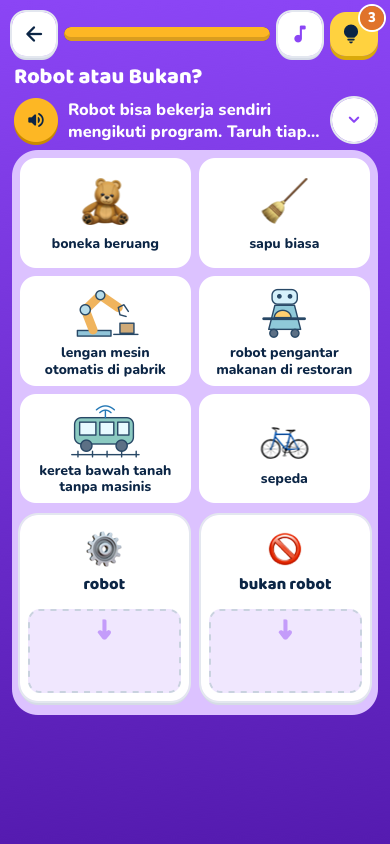 3
Robot atau Bukan?
Robot bisa bekerja sendiri
mengikuti program. Taruh tiap...
boneka beruang
sapu biasa
lengan mesin
otomatis di pabrik
robot pengantar
makanan di restoran
kereta bawah tanah
tanpa masinis
sepeda
robot
bukan robot